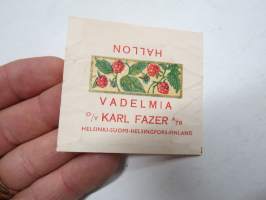 HALLON
VADELMIA
O/Y KARL FAZER A/B
HELSINKI-SUOMI-HELSINGFORS-FINLAND